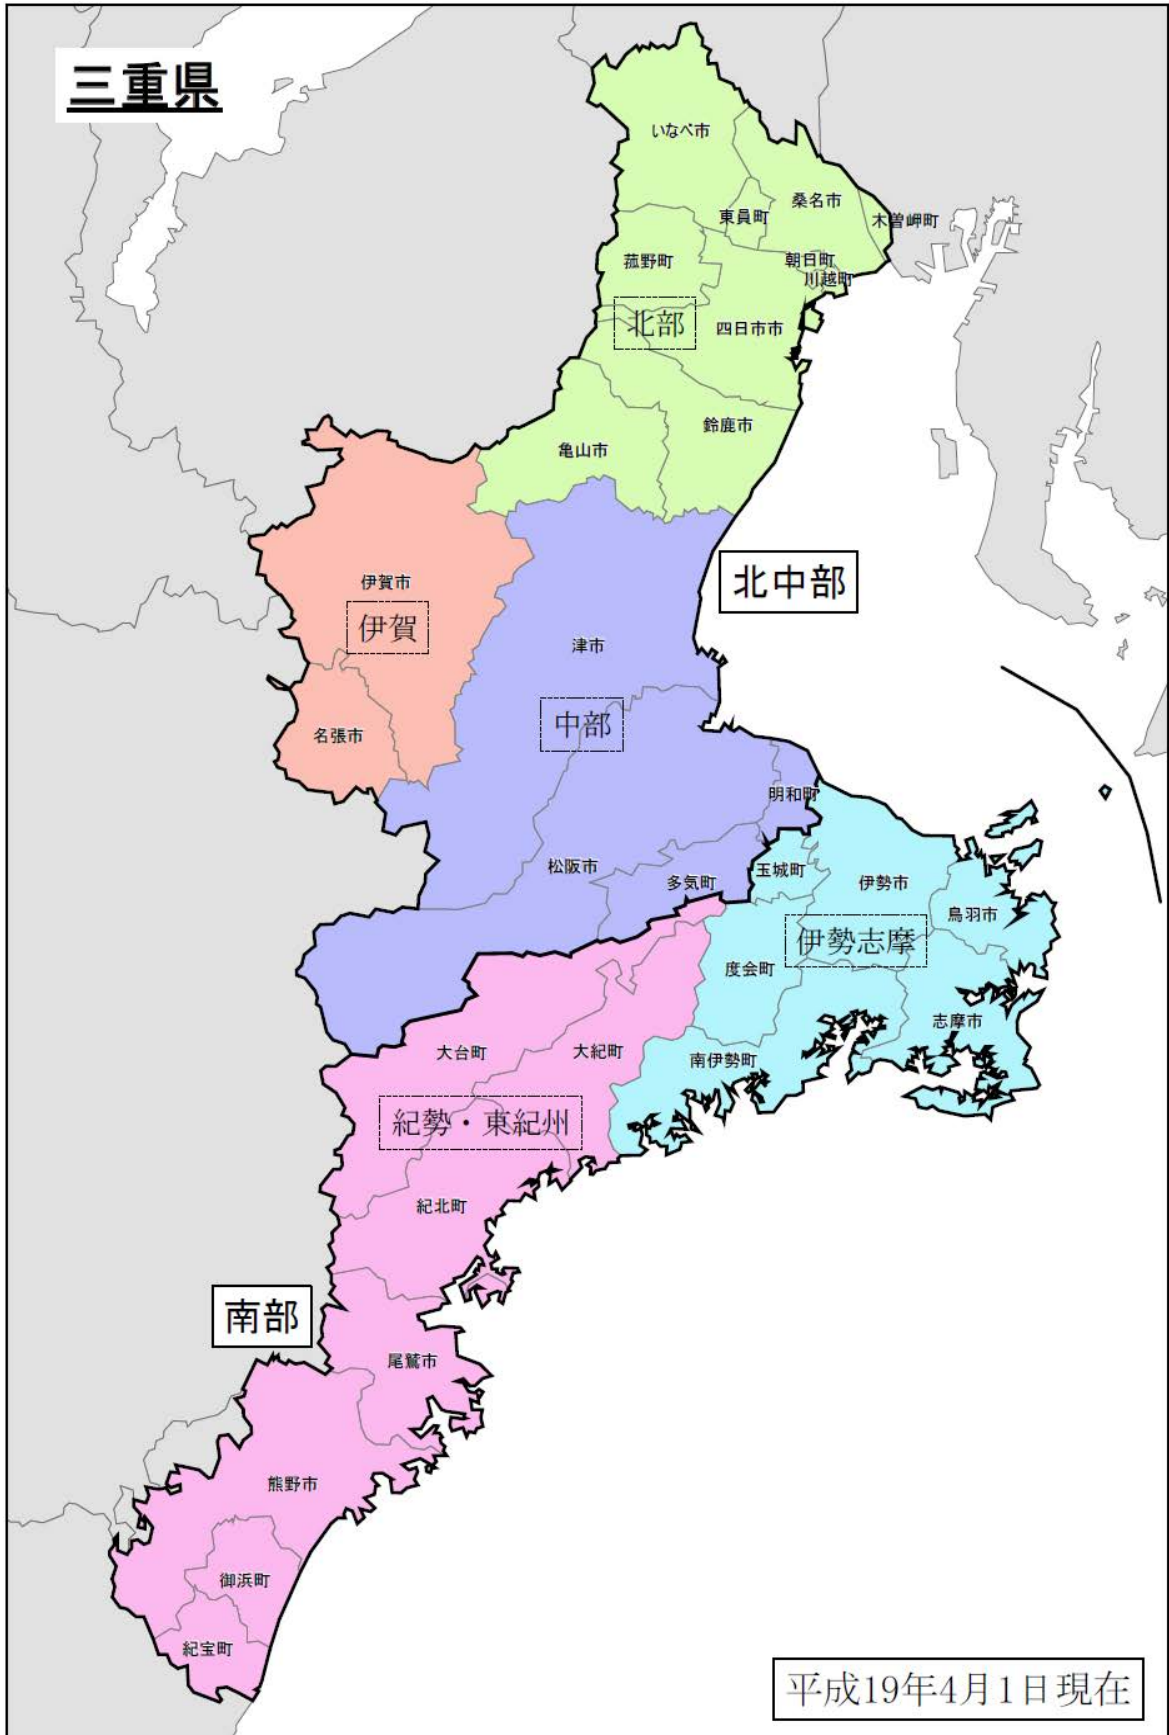 三重県
いなべ市
桑名市
東員町
木曽岬町
菰野町
朝日町
川越町
北部
四日市市
鈴鹿市
亀山市
北中部
伊賀市
伊賀
津市
中部
名張市
明和町
松阪市
玉城町
多気町
伊勢市
鳥羽市
伊勢志摩
度会町
志摩市
大台町
大紀町
南伊勢町
紀勢・東紀州
紀北町
南部
尾鷲市
熊野市
御浜町
紀宝町
平成19年4月1日現在